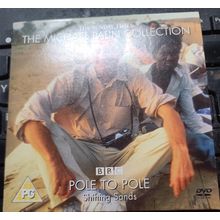 THE MICHAEL PALIN COLLECTION
BBC
POLE TO POLE
Shifting Sands
PG
DVD